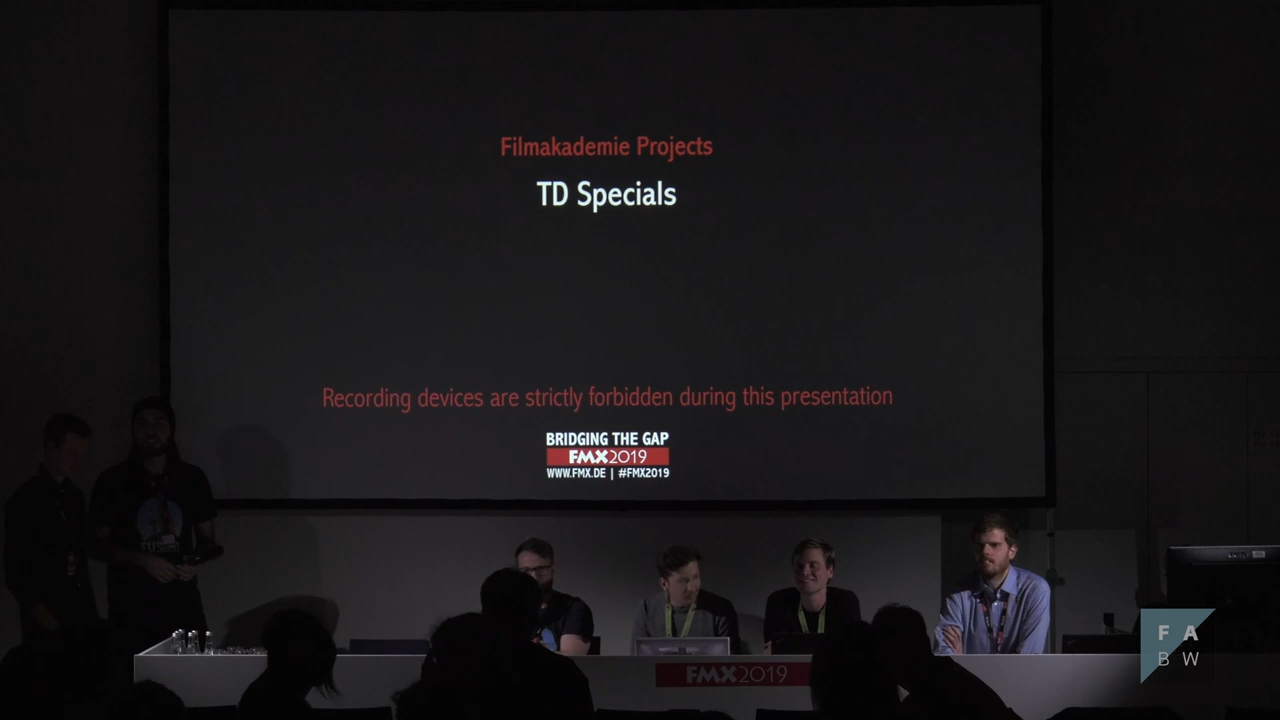 Filmakademie Projects
TD Specials
Recording devices are strictly forbidden during this presentation
BRIDGING THE GAP
FMX2019
WWW.FMX.DE | #FMX2019
FMX2019
F A
B W